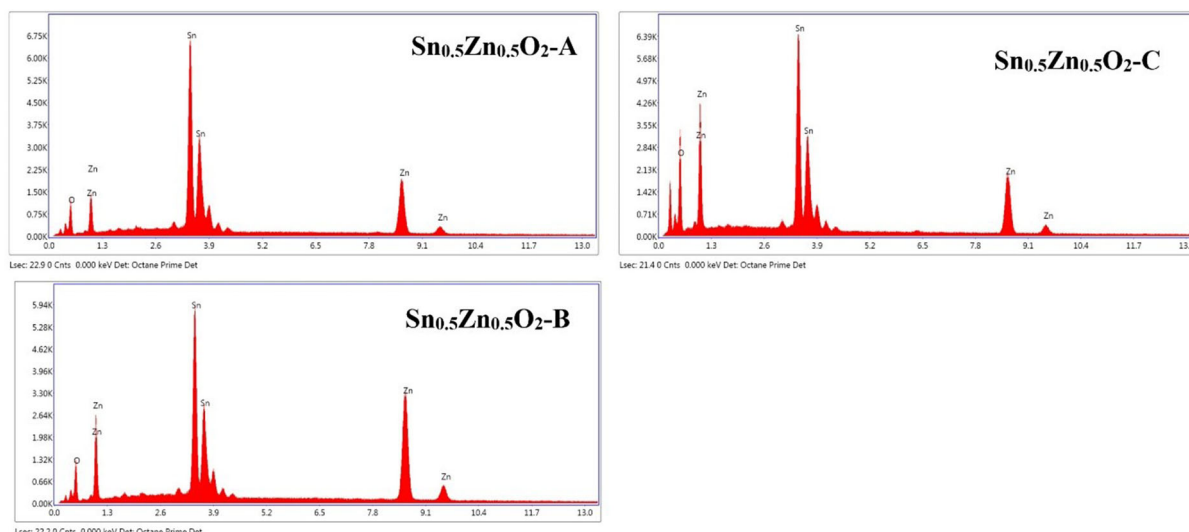 Sn0.5Zn0.5O2-A
6.75K
6.00K
5.25K
4.50K
3.75K
3.00K
2.25K
1.50K
0.75K
0.00K
Sn
Sn
Zn
Zn
O
Zn
Zn
0.0 1.3 2.6 3.9 5.2 6.5 7.8 9.1 10.4 11.7 13.0
Lsec: 22.9 0 Cnts 0.000 keV Det: Octane Prime Det
Sn0.5Zn0.5O2-C
6.39K
5.68K
4.97K
4.26K
3.55K
2.84K
2.13K
1.42K
0.71K
0.00K
Sn
Zn
Zn
Sn
O
Zn
Zn
0.0 1.3 2.6 3.9 5.2 6.5 7.8 9.1 10.4 11.7 13.0
Lsec: 21.4 0 Cnts 0.000 keV Det: Octane Prime Det
Sn0.5Zn0.5O2-B
5.94K
5.28K
4.62K
3.96K
3.30K
2.64K
1.98K
1.32K
0.66K
0.00K
Sn
Zn
Sn
Zn
Zn
O
Zn
0.0 1.3 2.6 3.9 5.2 6.5 7.8 9.1 10.4 11.7 13.0